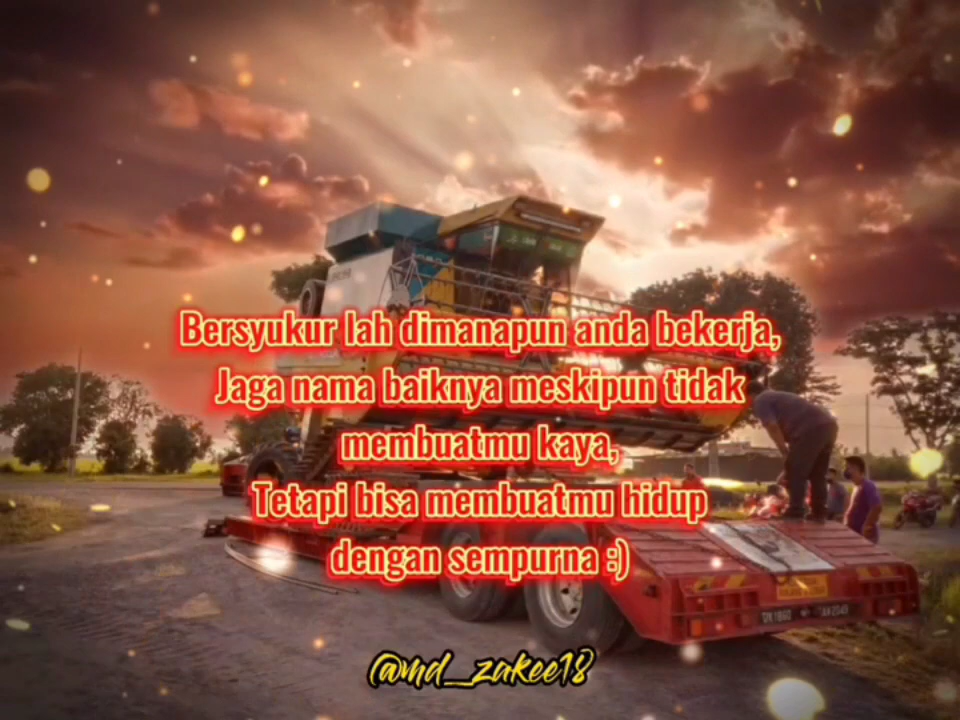 Bersyukur lah dimanapun anda bekerja,
Jaga nama baiknya meskipun tidak
membuatmu kaya,
Tetapi bisa membuatmu hidup
dengan sempurna :)
@md_zakee18